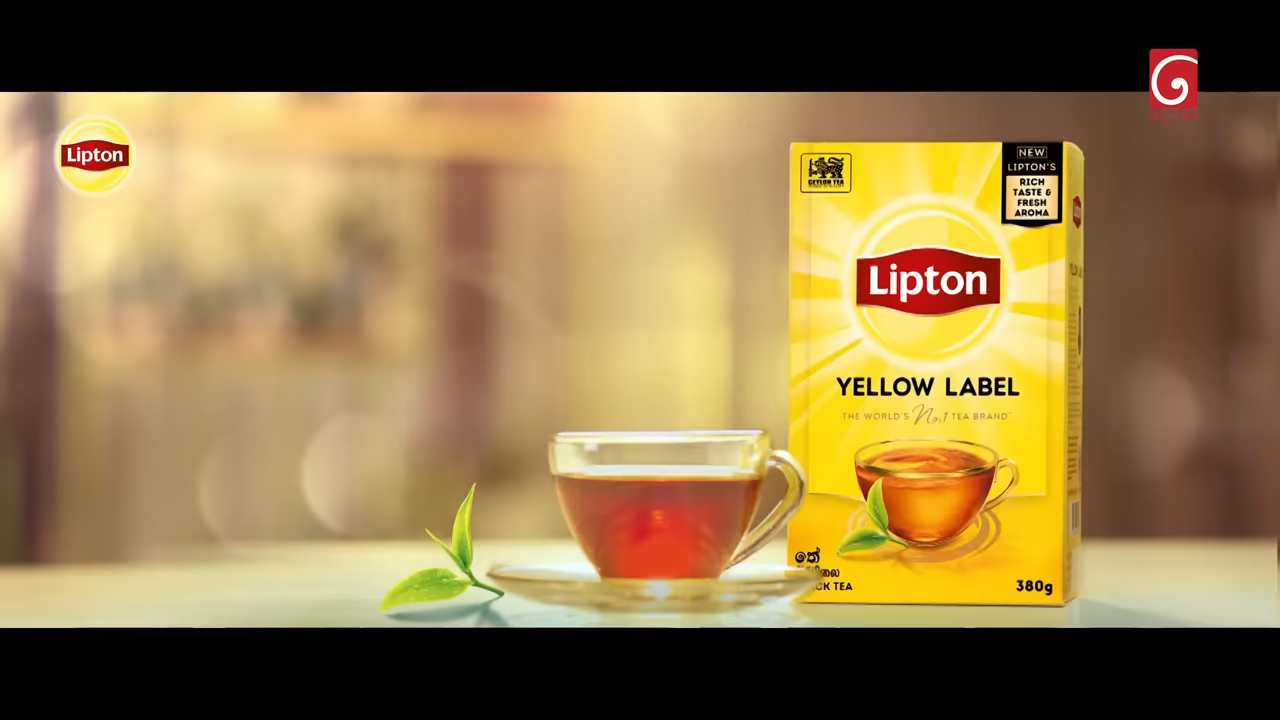 Lipton
CEYLON TEA
NEW
LIPTON'S
RICH
TASTE &
FRESH
AROMA
Lipton
YELLOW LABEL
THE WORLD'S No.1 TEA BRAND
තේ
CK TEA
380g